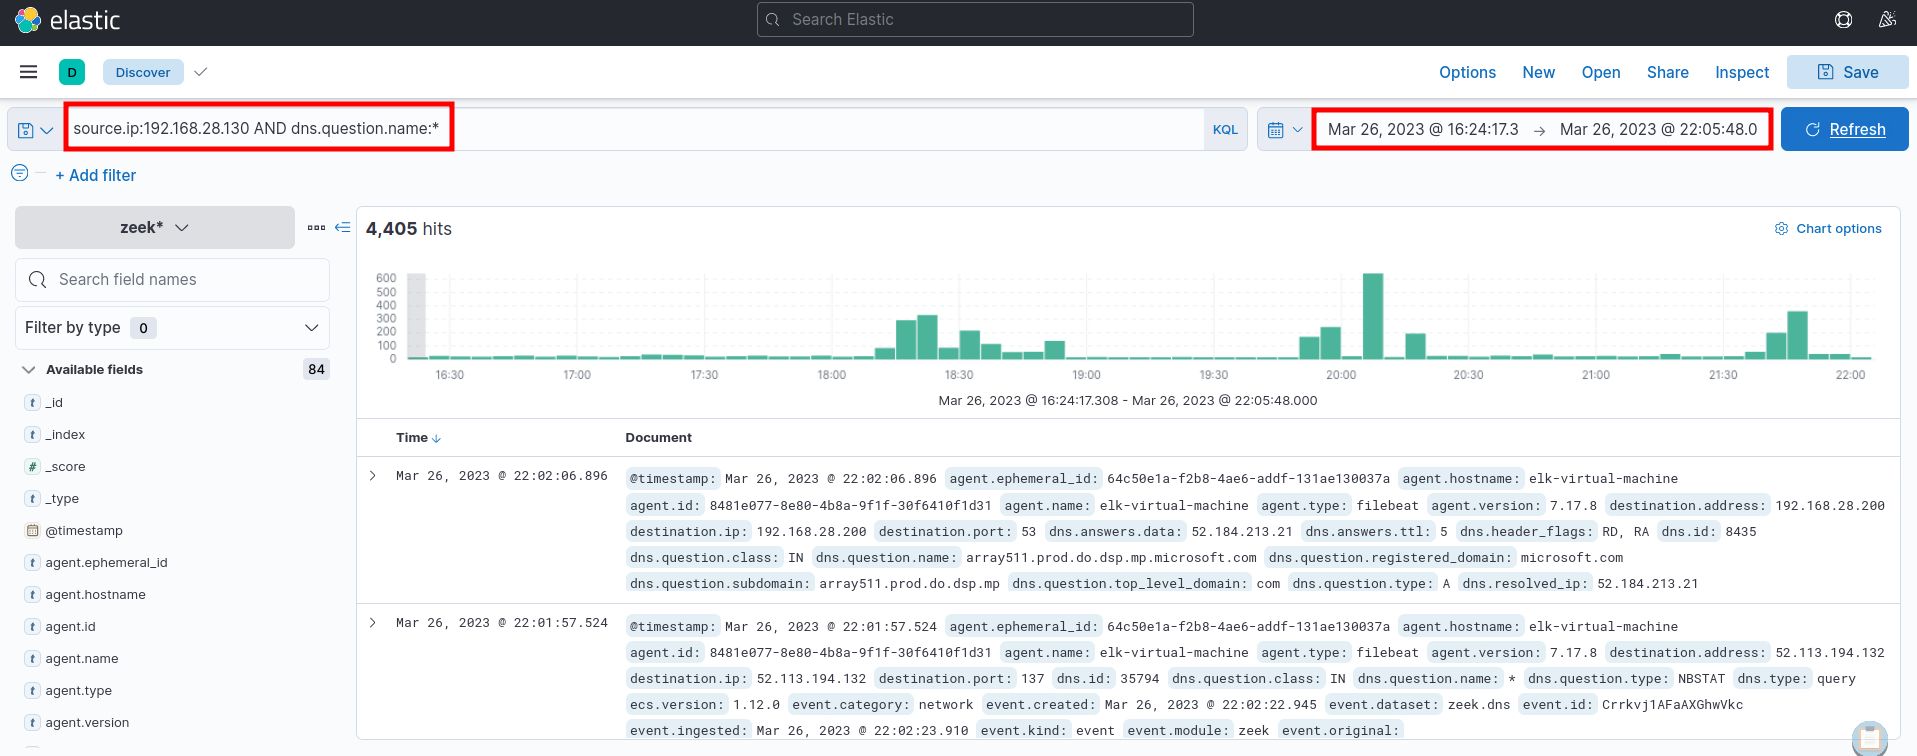 elastic
Search Elastic
D Discover
Options New Open Share Inspect Save
source.ip:192.168.28.130 AND dns.question.name:* KQL Mar 26, 2023 @ 16:24:17.3 → Mar 26, 2023 @ 22:05:48.0 Refresh
+ Add filter
zeek*
Search field names
Filter by type 0
Available fields 84
t _id
t _index
# _score
t _type
@timestamp
t agent.ephemeral_id
t agent.hostname
t agent.id
t agent.name
t agent.type
t agent.version
4,405 hits Chart options
600
500
400
300
200
100
0
16:30 17:00 17:30 18:00 18:30 19:00 19:30 20:00 20:30 21:00 21:30 22:00
Mar 26, 2023 @ 16:24:17.308 - Mar 26, 2023 @ 22:05:48.000
Time ↓ Document
Mar 26, 2023 @ 22:02:06.896 @timestamp: Mar 26, 2023 @ 22:02:06.896 agent.ephemeral_id: 64c50e1a-f2b8-4ae6-addf-131ae130037a agent.hostname: elk-virtual-machine
agent.id: 8481e077-8e80-4b8a-9f1f-30f6410f1d31 agent.name: elk-virtual-machine agent.type: filebeat agent.version: 7.17.8 destination.address: 192.168.28.200
destination.ip: 192.168.28.200 destination.port: 53 dns.answers.data: 52.184.213.21 dns.answers.ttl: 5 dns.header_flags: RD, RA dns.id: 8435
dns.question.class: IN dns.question.name: array511.prod.do.dsp.mp.microsoft.com dns.question.registered_domain: microsoft.com
dns.question.subdomain: array511.prod.do.dsp.mp dns.question.top_level_domain: com dns.question.type: A dns.resolved_ip: 52.184.213.21
Mar 26, 2023 @ 22:01:57.524 @timestamp: Mar 26, 2023 @ 22:01:57.524 agent.ephemeral_id: 64c50e1a-f2b8-4ae6-addf-131ae130037a agent.hostname: elk-virtual-machine
agent.id: 8481e077-8e80-4b8a-9f1f-30f6410f1d31 agent.name: elk-virtual-machine agent.type: filebeat agent.version: 7.17.8 destination.address: 52.113.194.132
destination.ip: 52.113.194.132 destination.port: 137 dns.id: 35794 dns.question.class: IN dns.question.name: * dns.question.type: NBSTAT dns.type: query
ecs.version: 1.12.0 event.category: network event.created: Mar 26, 2023 @ 22:02:22.945 event.dataset: zeek.dns event.id: Crrkvj1AFaAXGhwVkc
event.ingested: Mar 26, 2023 @ 22:02:23.910 event.kind: event event.module: zeek event.original: